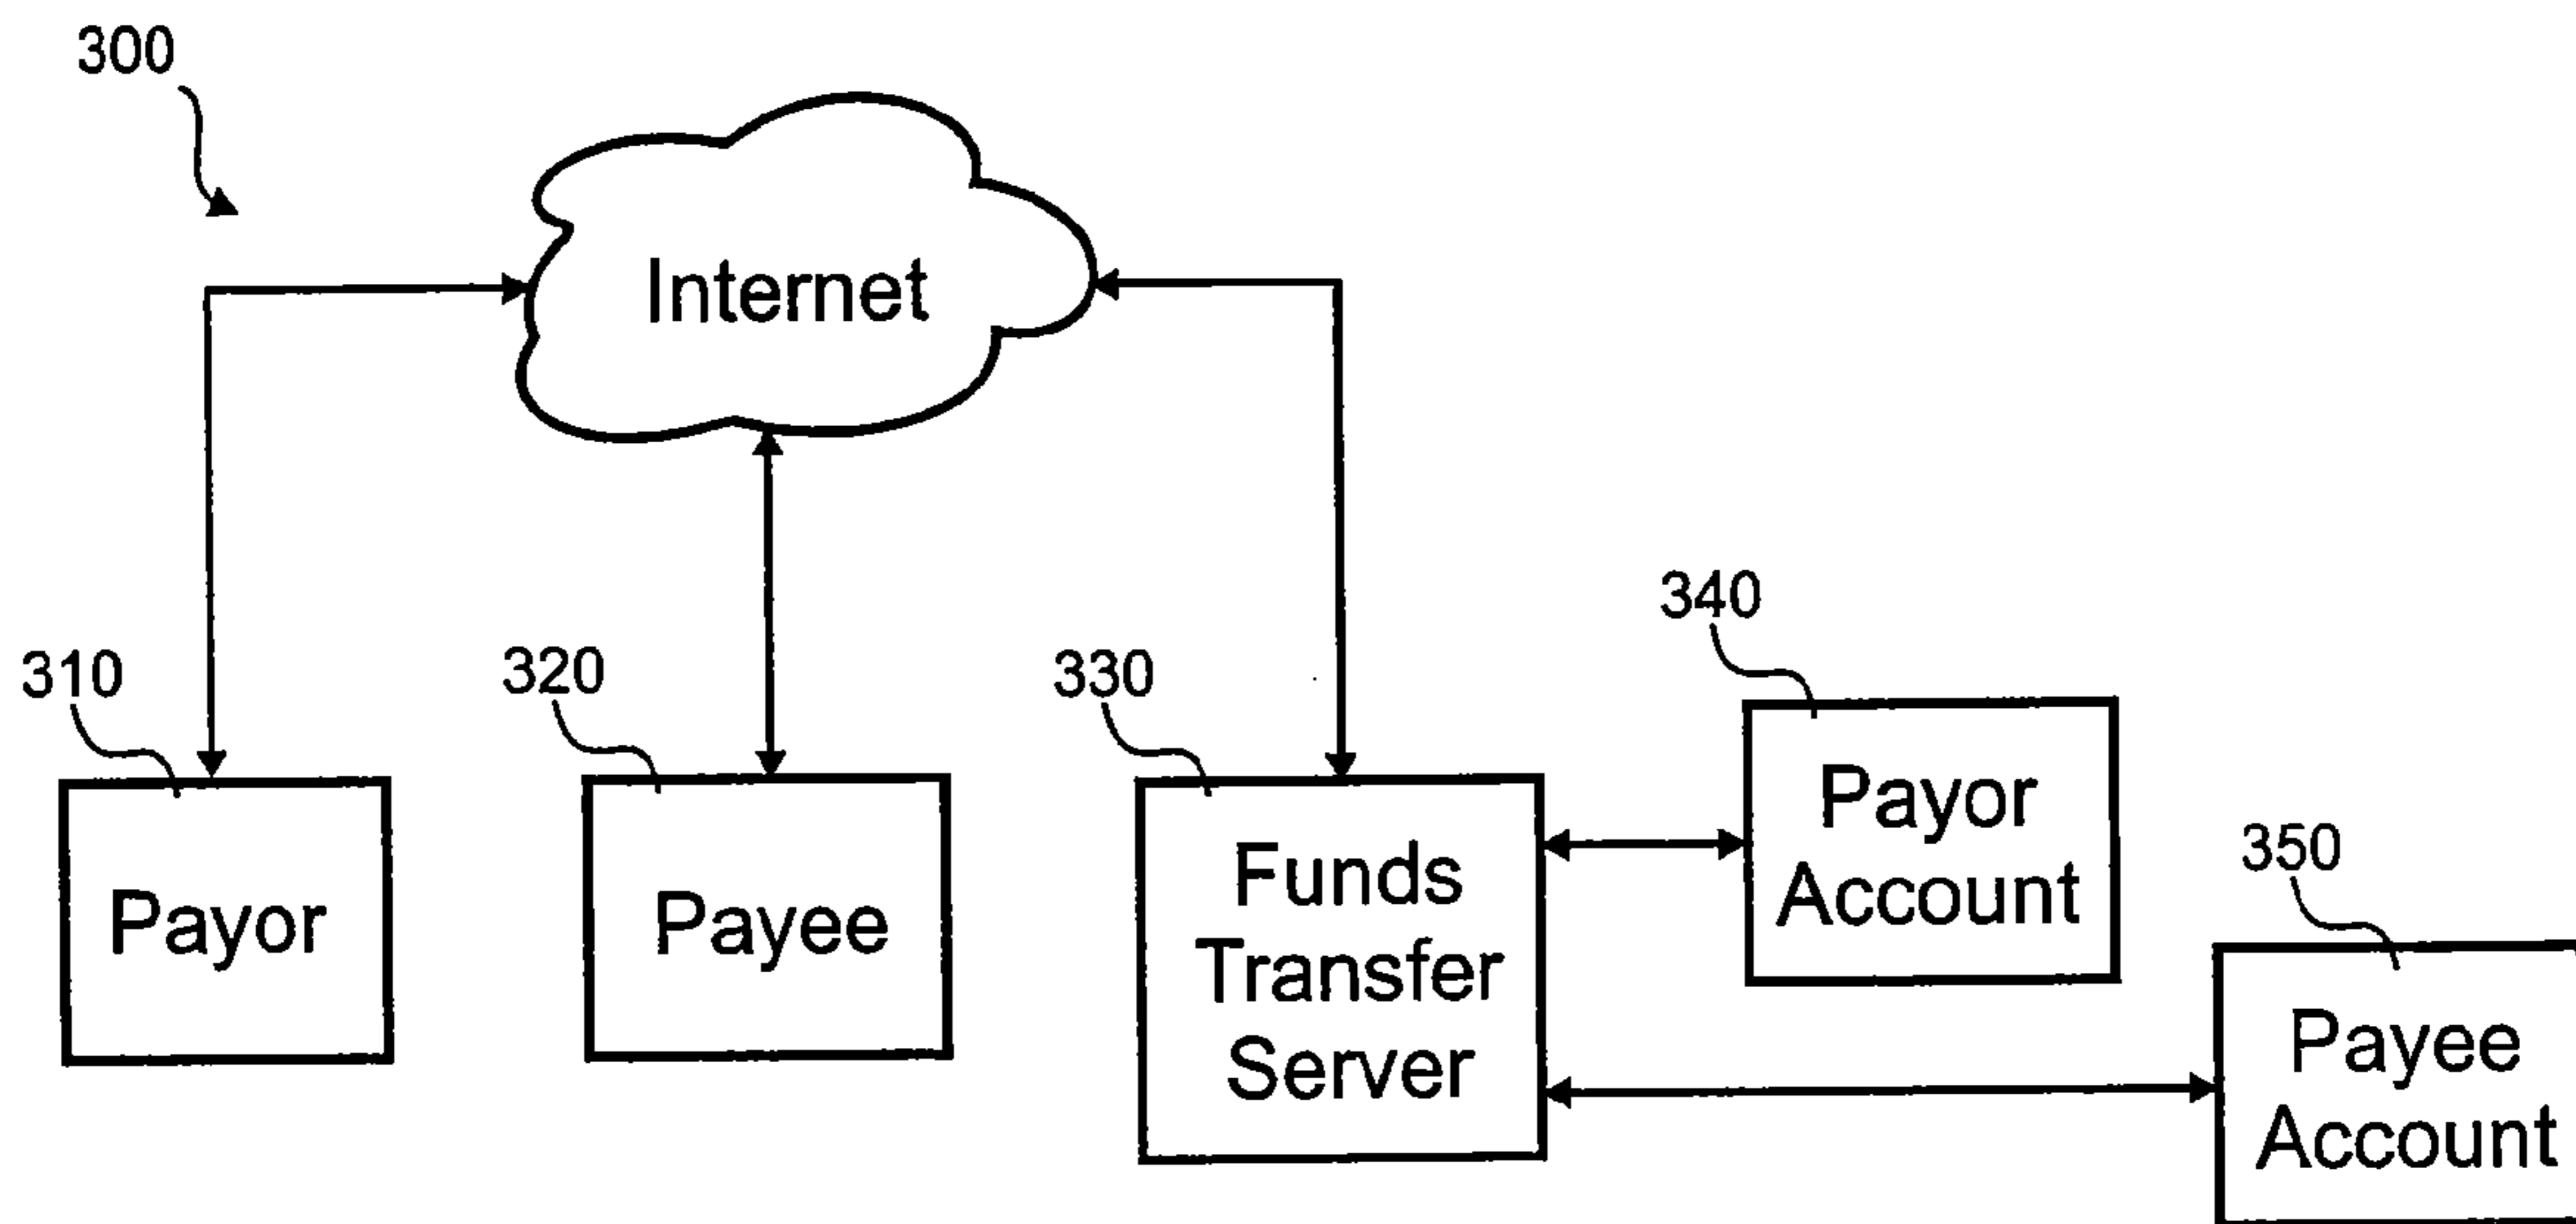 300
Internet
310
320
330
340
350
Payor
Payee
Funds
Transfer
Server
Payor
Account
Payee
Account